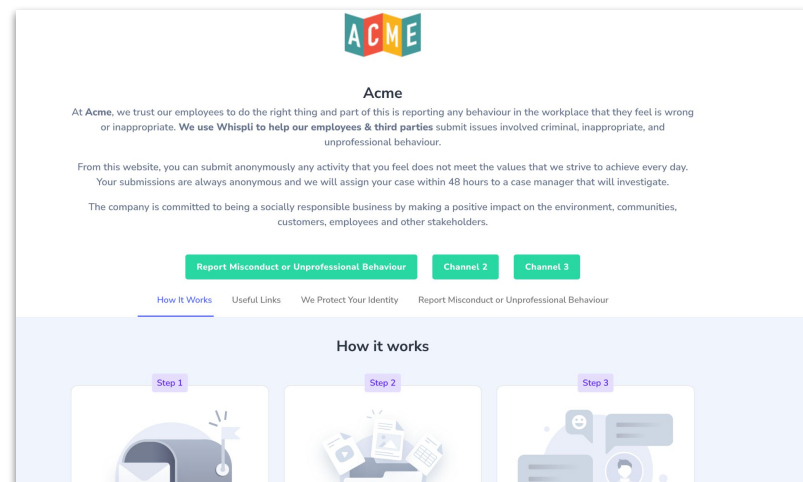 ACME
Acme
At Acme, we trust our employees to do the right thing and part of this is reporting any behaviour in the workplace that they feel is wrong
or inappropriate. We use Whispli to help our employees & third parties submit issues involved criminal, inappropriate, and
unprofessional behaviour.
From this website, you can submit anonymously any activity that you feel does not meet the values that we strive to achieve every day.
Your submissions are always anonymous and we will assign your case within 48 hours to a case manager that will investigate.
The company is committed to being a socially responsible business by making a positive impact on the environment, communities,
customers, employees and other stakeholders.
Report Misconduct or Unprofessional Behaviour Channel 2 Channel 3
How It Works Useful Links We Protect Your Identity Report Misconduct or Unprofessional Behaviour
How it works
Step 1 Step 2 Step 3